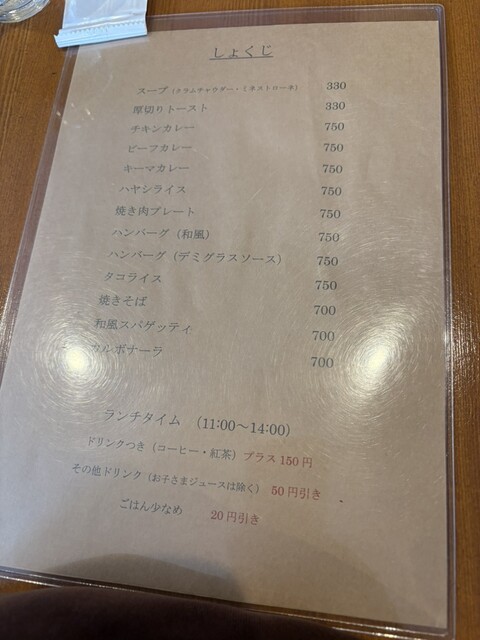 しょくじ
スープ（クラムチャウダー・ミネストローネ） 330
厚切りトースト 330
チキンカレー 750
ビーフカレー 750
キーマカレー 750
ハヤシライス 750
焼き肉プレート 750
ハンバーグ（和風） 750
ハンバーグ（デミグラスソース） 750
タコライス 750
焼きそば 700
和風スパゲッティ 700
カルボナーラ 700
ランチタイム （11:00～14:00）
ドリンクつき（コーヒー・紅茶）プラス150円
その他ドリンク（お子さまジュースは除く） 50円引き
ごはん少なめ 20円引き